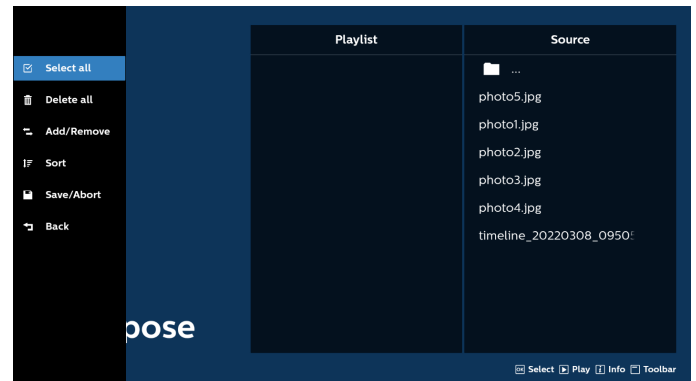 Select all
Delete all
Add/Remove
Sort
Save/Abort
Back
pose
Playlist
Source
...
photo5.jpg
photo1.jpg
photo2.jpg
photo3.jpg
photo4.jpg
timeline_20220308_0950
OK Select Play i Info Toolbar